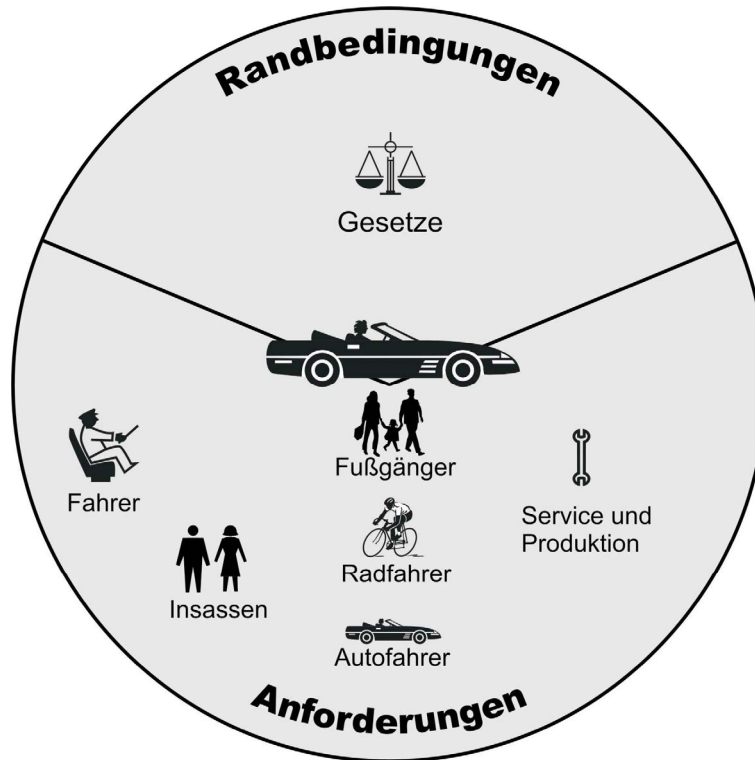 Randbedingungen
Gesetze
Fußgänger
Fahrer
Service und
Produktion
Radfahrer
Insassen
Autofahrer
Anforderungen